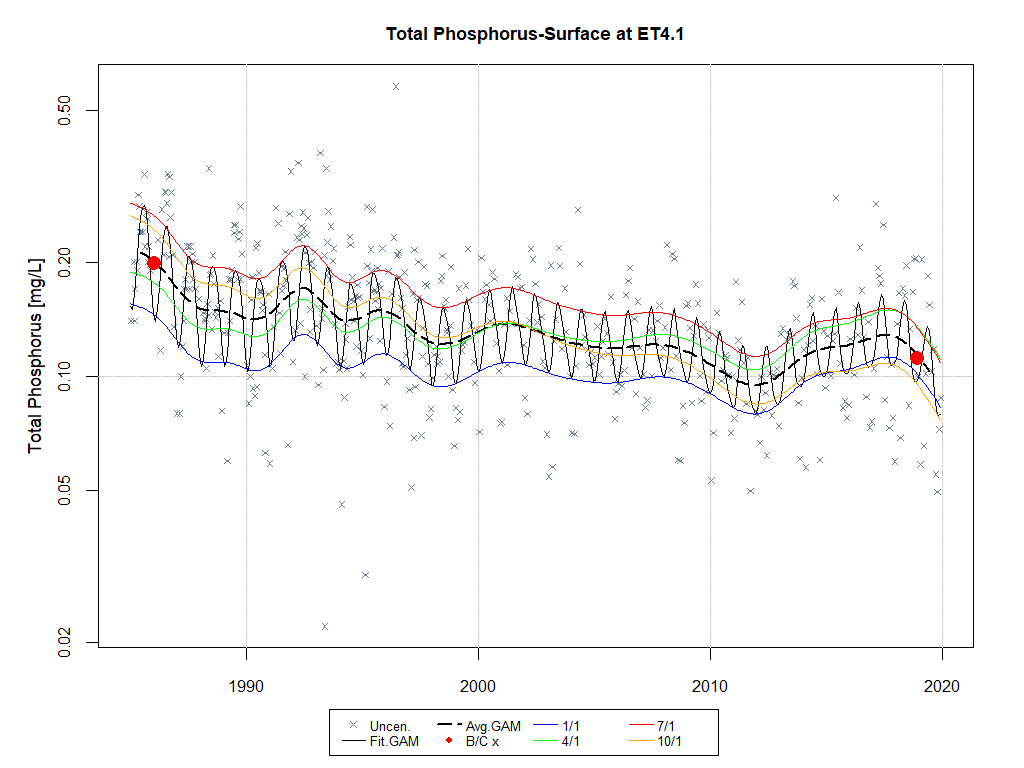 Total Phosphorus-Surface at ET4.1
Total Phosphorus [mg/L]
0.50
0.20
0.10
0.05
0.02
1990 2000 2010 2020
Uncen. Avg.GAM 1/1 7/1
Fit.GAM B/C x 4/1 10/1